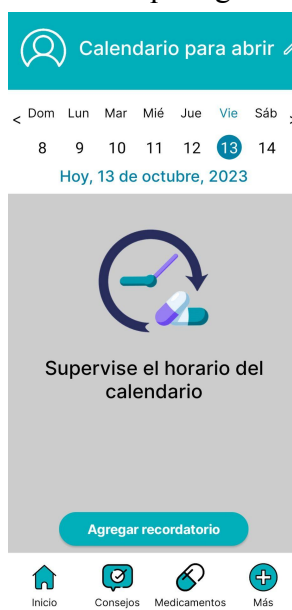 Calendario para abrir
< Dom Lun Mar Mié Jue Vie Sáb >
8 9 10 11 12 13 14
Hoy, 13 de octubre, 2023
Supervise el horario del
calendario
Agregar recordatorio
Inicio Consejos Medicamentos Más